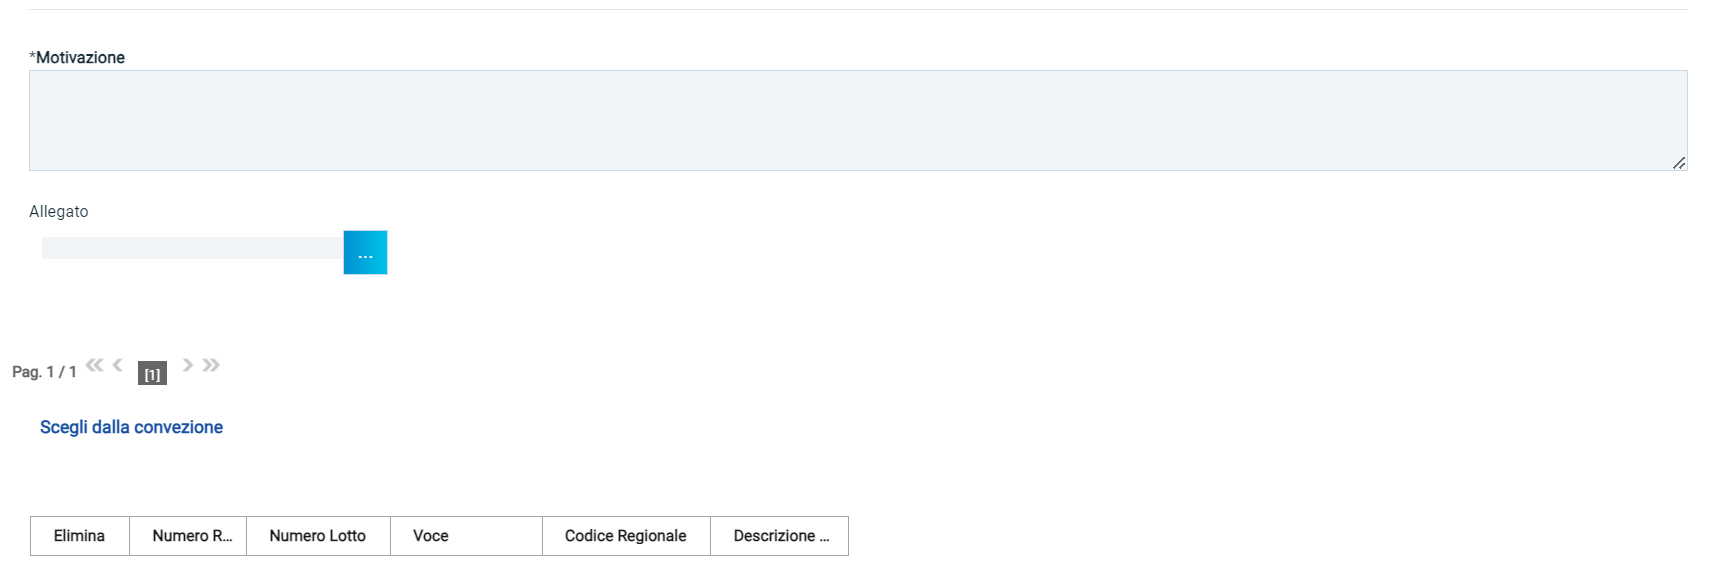 *Motivazione
Allegato
...
Pag. 1 / 1 « ‹ [1] › »
Scegli dalla convezione
Elimina Numero R... Numero Lotto Voce Codice Regionale Descrizione ...